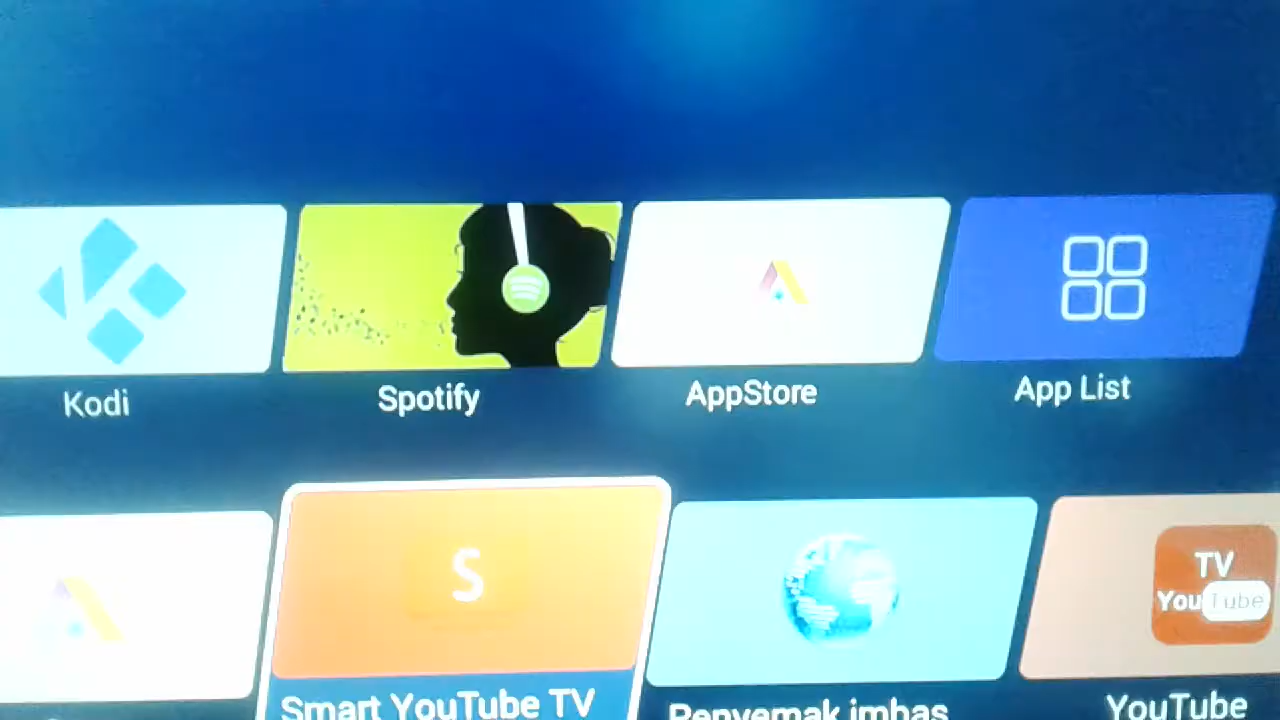 Kodi
Spotify
AppStore
App List
S
TV
YouTube
Smart YouTube TV
Penyemak imbas
YouTube